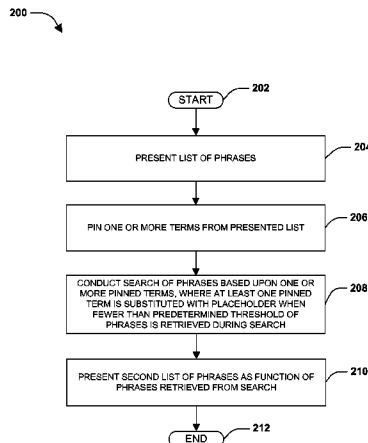 200
202
START
204
PRESENT LIST OF PHRASES
206
PIN ONE OR MORE TERMS FROM PRESENTED LIST
CONDUCT SEARCH OF PHRASES BASED UPON ONE OR
MORE PINNED TERMS, WHERE AT LEAST ONE PINNED
TERM IS SUBSTITUTED WITH PLACEHOLDER WHEN
FEWER THAN PREDETERMINED THRESHOLD OF
PHRASES IS RETRIEVED DURING SEARCH
208
PRESENT SECOND LIST OF PHRASES AS FUNCTION OF
PHRASES RETRIEVED FROM SEARCH
210
END
212